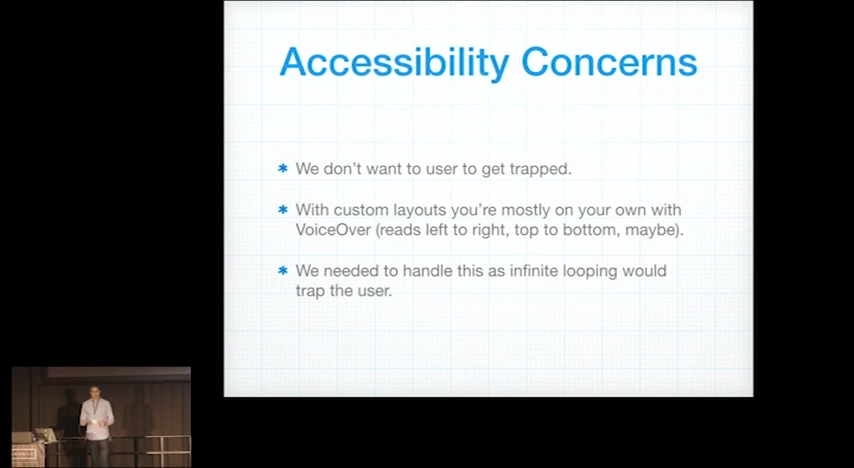 Accessibility Concerns
* We don't want to user to get trapped.
* With custom layouts you're mostly on your own with
VoiceOver (reads left to right, top to bottom, maybe).
* We needed to handle this as infinite looping would
trap the user.